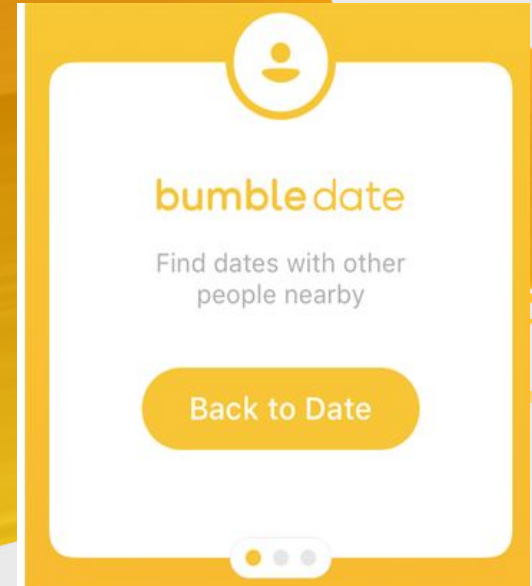 bumble date
Find dates with other
people nearby
Back to Date